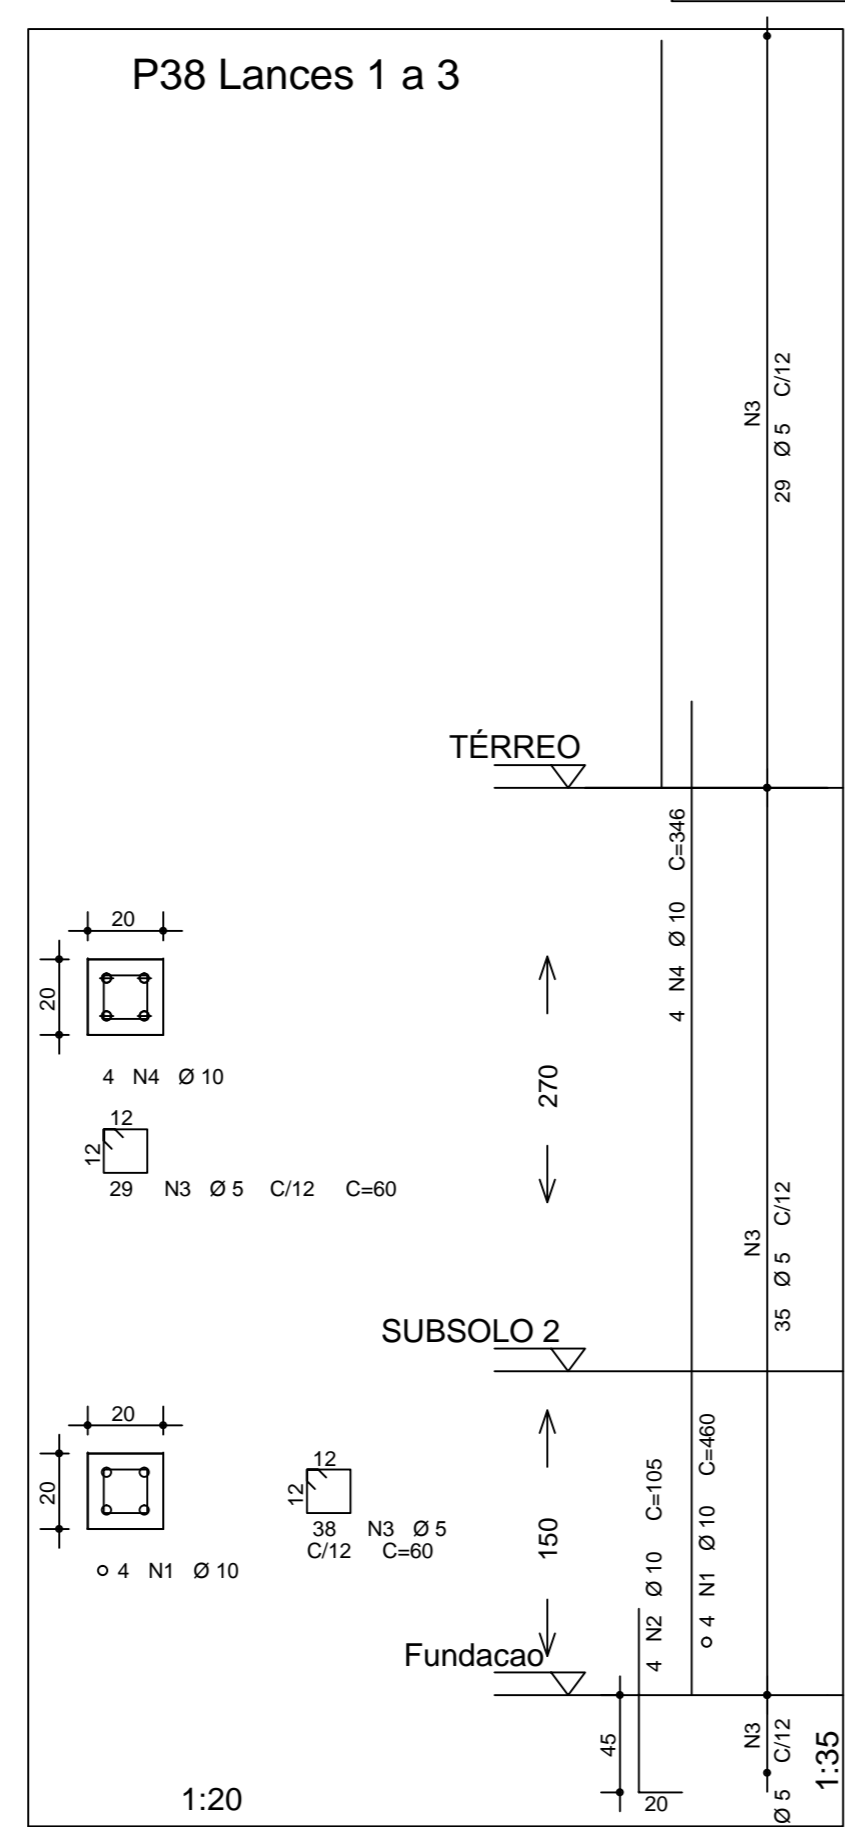 P38 Lances 1 a 3
N3
29 Ø 5 C/12
TÉRREO
4 N4 Ø 10 C=346
20
20
4 N4 Ø 10
12
12
29 N3 Ø 5 C/12 C=60
270
N3
35 Ø 5 C/12
SUBSOLO 2
20
20
4 N1 Ø 10
12
12
38 N3 Ø 5
C/12 C=60
150
4 N2 Ø 10 C=105
4 N1 Ø 10 C=460
Fundacao
45
20
N3
Ø 5 C/12
1:20
1:35